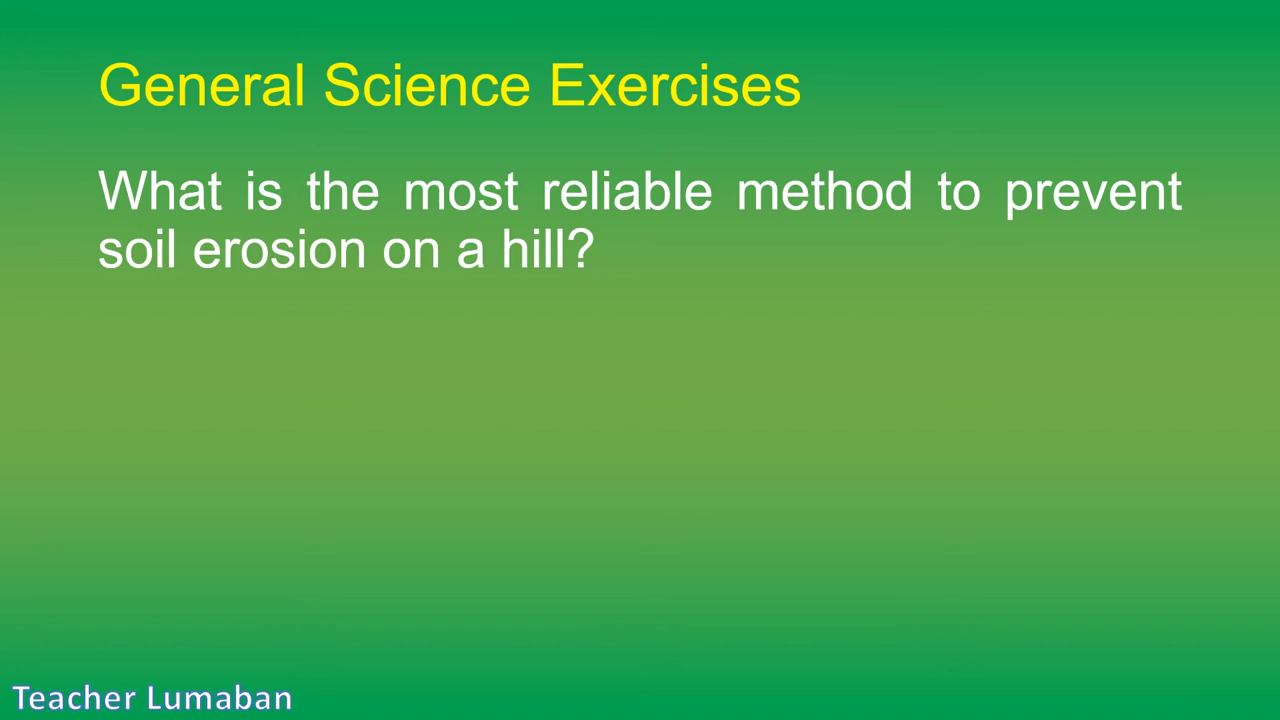 General Science Exercises
What is the most reliable method to prevent
soil erosion on a hill?
Teacher Lumaban